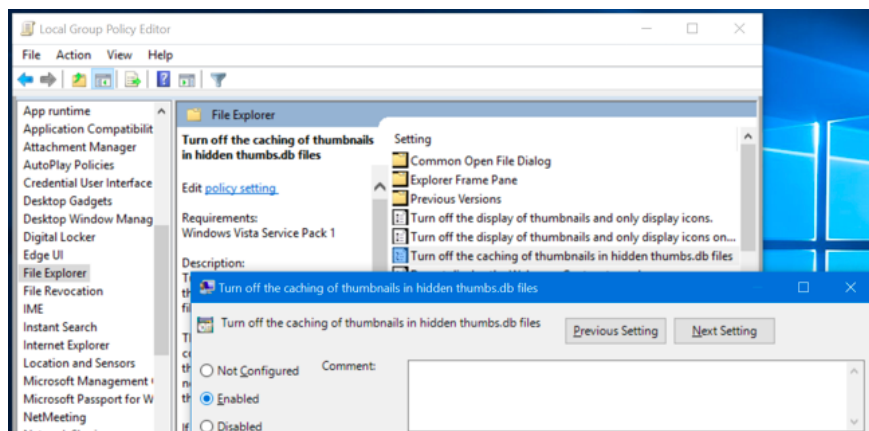 Local Group Policy Editor
File Action View Help
App runtime
Application Compatibilit
Attachment Manager
AutoPlay Policies
Credential User Interface
Desktop Gadgets
Desktop Window Manag
Digital Locker
Edge UI
File Explorer
File Revocation
IME
Instant Search
Internet Explorer
Location and Sensors
Microsoft Management
Microsoft Passport for W
NetMeeting
File Explorer
Turn off the caching of thumbnails
in hidden thumbs.db files
Edit policy setting
Requirements:
Windows Vista Service Pack 1
Description:
Setting
Common Open File Dialog
Explorer Frame Pane
Previous Versions
Turn off the display of thumbnails and only display icons.
Turn off the display of thumbnails and only display icons on...
Turn off the caching of thumbnails in hidden thumbs.db files
Turn off the caching of thumbnails in hidden thumbs.db files
Turn off the caching of thumbnails in hidden thumbs.db files
Previous Setting
Next Setting
Not Configured
Comment:
Enabled
Disabled